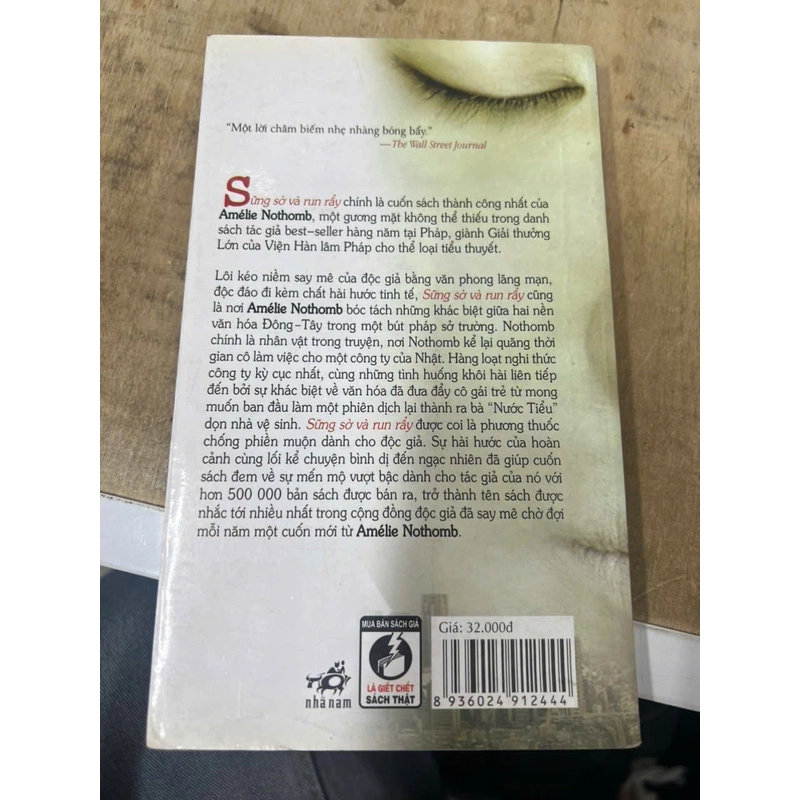 “Một lời châm biếm nhẹ nhàng bóng bẩy.”
—The Wall Street Journal
Sững sờ và run rẩy chính là cuốn sách thành công nhất của
Amélie Nothomb, một gương mặt không thể thiếu trong danh
sách tác giả best-seller hàng năm tại Pháp, giành Giải thưởng
Lớn của Viện Hàn lâm Pháp cho thể loại tiểu thuyết.
Lôi kéo niềm say mê của độc giả bằng văn phong lãng mạn,
độc đáo đi kèm chất hài hước tinh tế, Sững sờ và run rẩy cũng
là nơi Amélie Nothomb bóc tách những khác biệt giữa hai nền
văn hóa Đông-Tây trong một bút pháp sở trường. Nothomb
chính là nhân vật trong truyện, nơi Nothomb kể lại quãng thời
gian cô làm việc cho một công ty của Nhật. Hàng loạt nghi thức
công ty kỳ cục nhất, cùng những tình huống khôi hài liên tiếp
đến bởi sự khác biệt về văn hóa đã đưa đẩy cô gái trẻ từ mong
muốn ban đầu làm một phiên dịch lại thành ra bà “Nước Tiểu”
dọn nhà vệ sinh. Sững sờ và run rẩy được coi là phương thuốc
chống phiền muộn dành cho độc giả. Sự hài hước của hoàn
cảnh cùng lối kể chuyện bình dị đến ngạc nhiên đã giúp cuốn
sách đem về sự mến mộ vượt bậc dành cho tác giả của nó với
hơn 500 000 bản sách được bán ra, trở thành tên sách được
nhắc tới nhiều nhất trong cộng đồng độc giả đã say mê chờ đợi
mỗi năm một cuốn mới từ Amélie Nothomb.
nhã nam
MUA BÁN SÁCH GIẢ
LÀ GIẾT CHẾT
SÁCH THẬT
Giá: 32.000đ
8 936024 912444